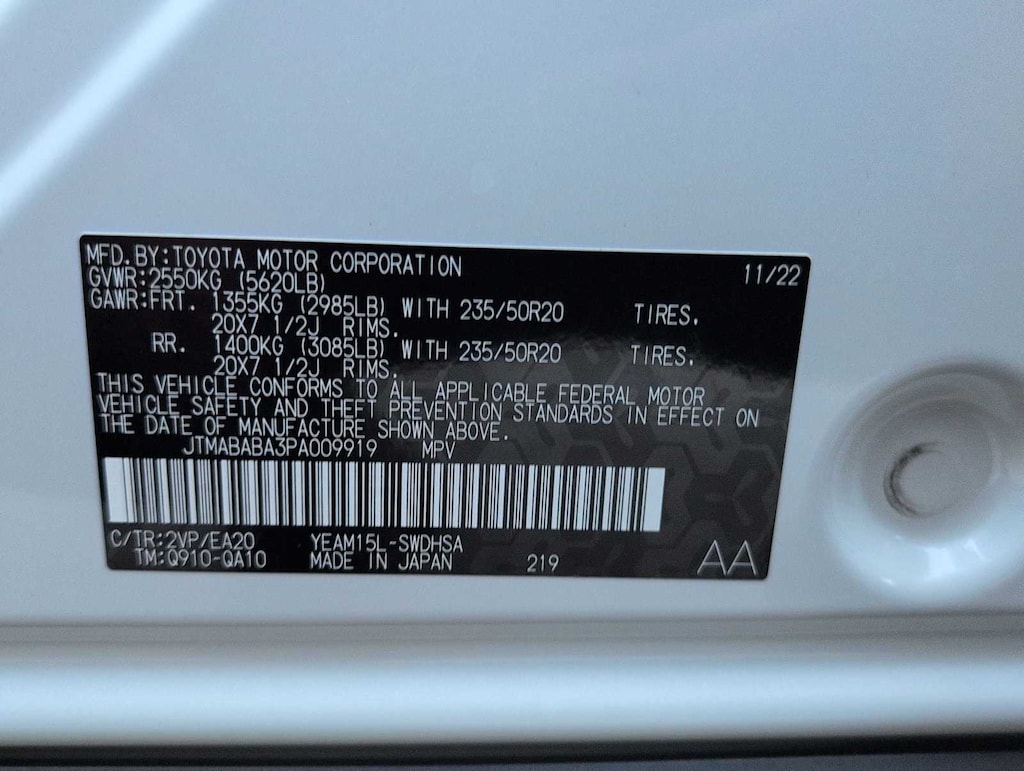 MFD.BY:TOYOTA MOTOR CORPORATION 11/22
GVWR:2550KG (5620LB)
GAWR:FRT. 1355KG (2985LB) WITH 235/50R20 TIRES.
20X7 1/2J RIMS.
RR. 1400KG (3085LB) WITH 235/50R20 TIRES.
20X7 1/2J RIMS.
THIS VEHICLE CONFORMS TO ALL APPLICABLE FEDERAL MOTOR
VEHICLE SAFETY AND THEFT PREVENTION STANDARDS IN EFFECT ON
THE DATE OF MANUFACTURE SHOWN ABOVE.
JTMABABA3PA009919 MPV
C/TR:2VP/EA20 YEAM15L-SWDHSA
TM:Q910-QA10 MADE IN JAPAN 219 AA